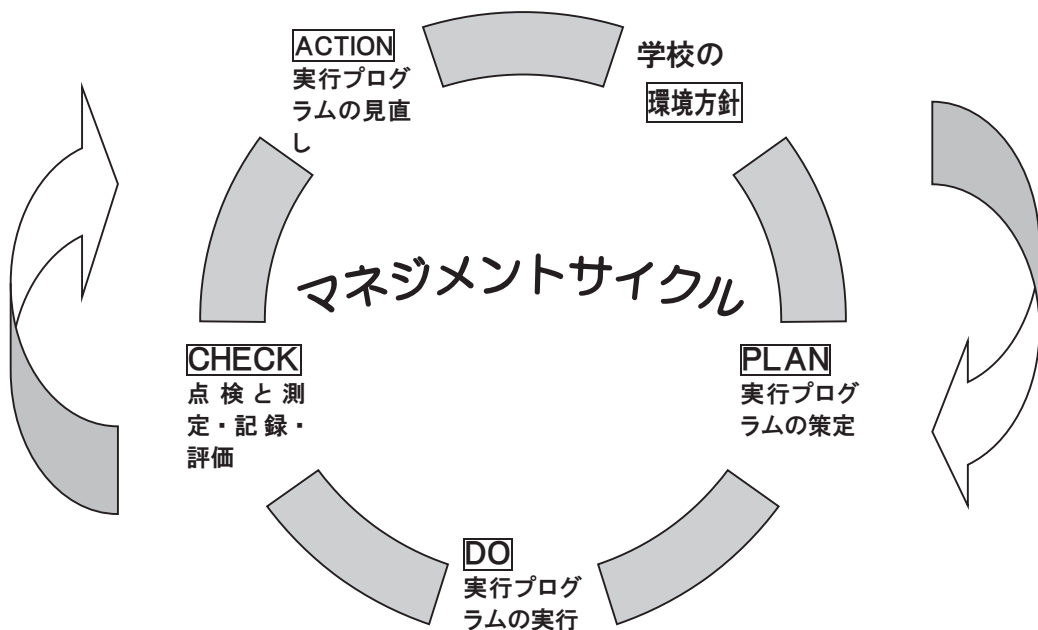 ACTION
実行プログ
ラムの見直
し
学校の
環境方針
マネジメントサイクル
CHECK
点検と測
定・記録・
評価
PLAN
実行プログ
ラムの策定
DO
実行プログ
ラムの実行